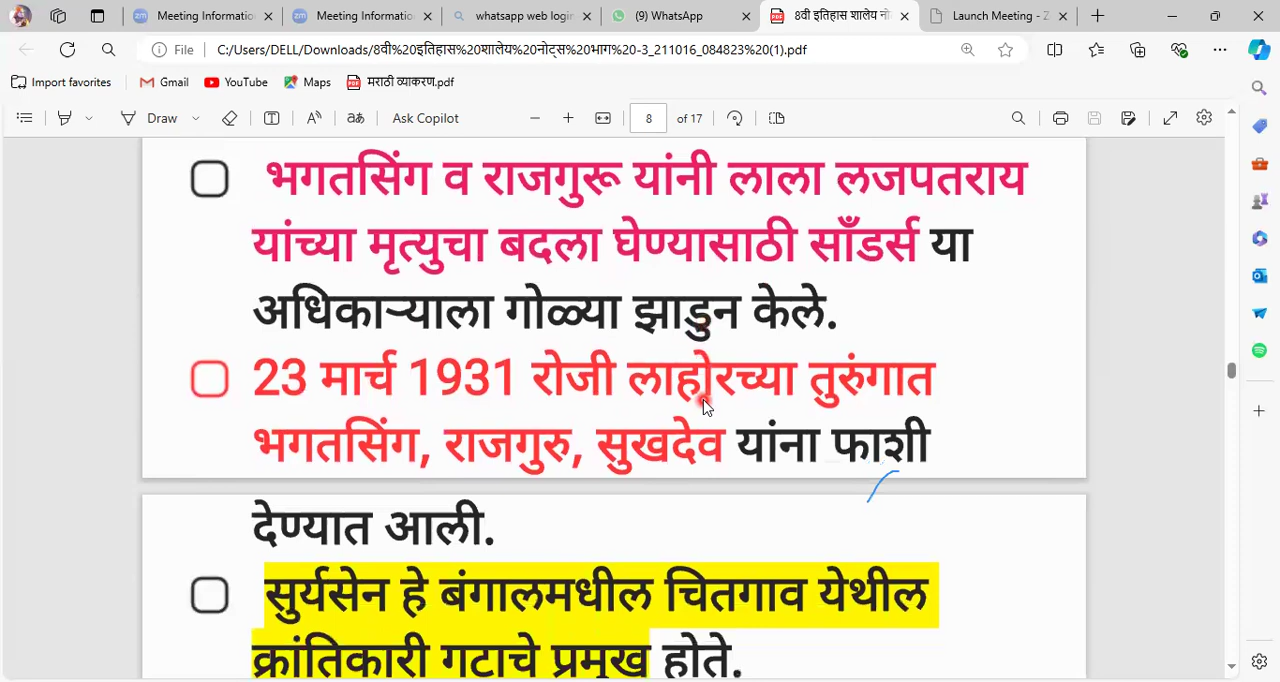 Meeting Informatio
Meeting Informatio
whatsapp web login
(9) WhatsApp
8वी इतिहास शालेय नो
Launch Meeting - Z
File
C:/Users/DELL/Downloads/8वी%20इतिहास%20शालेय%20नोट्स%20भाग%20-3_211016_084823%20(1).pdf
Import favorites
Gmail
YouTube
Maps
मराठी व्याकरण.pdf
Draw
aあ
Ask Copilot
8
of 17
भगतसिंग व राजगुरू यांनी लाला लजपतराय
यांच्या मृत्युचा बदला घेण्यासाठी साँडर्स या
अधिकाऱ्याला गोळ्या झाडुन केले.
23 मार्च 1931 रोजी लाहोरच्या तुरुंगात
भगतसिंग, राजगुरु, सुखदेव यांना फाशी
देण्यात आली.
सुर्यसेन हे बंगालमधील चितगाव येथील
क्रांतिकारी गटाचे प्रमुख होते.